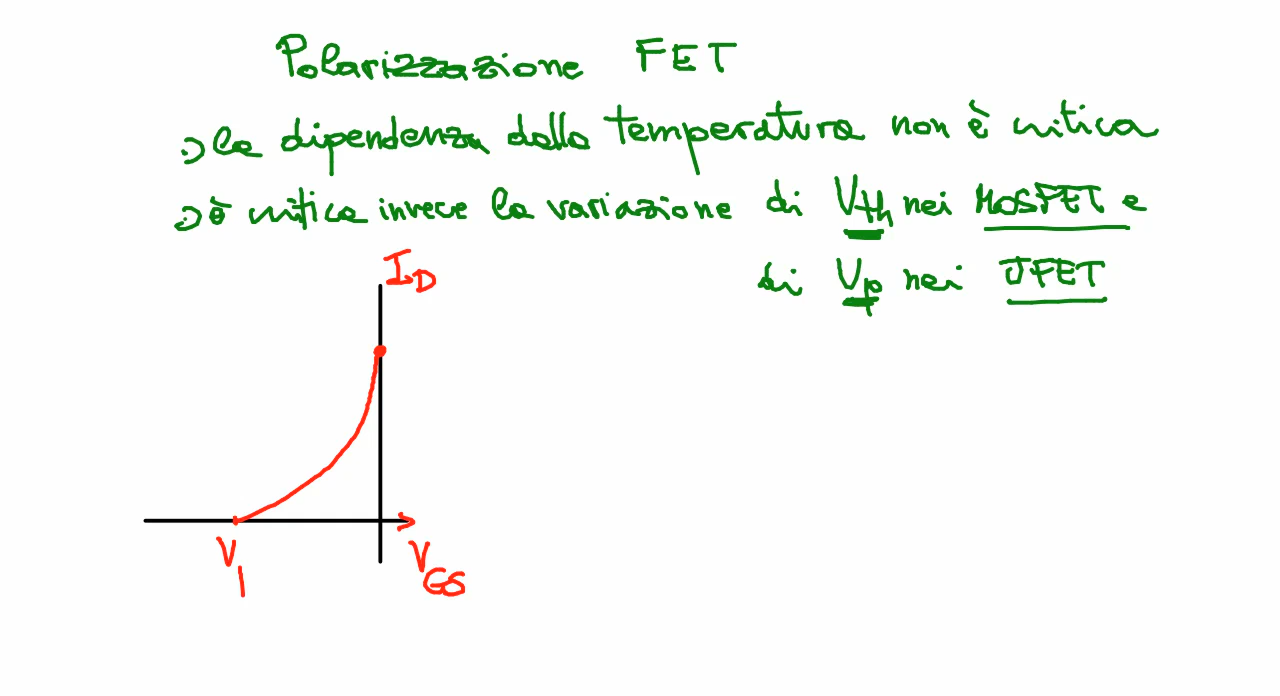 Polarizzazione FET
.) la dipendenza dalla temperatura non è critica
.) è critica invece la variazione di Vth nei MOSFET e
di Vp nei JFET
ID
V1
VGS